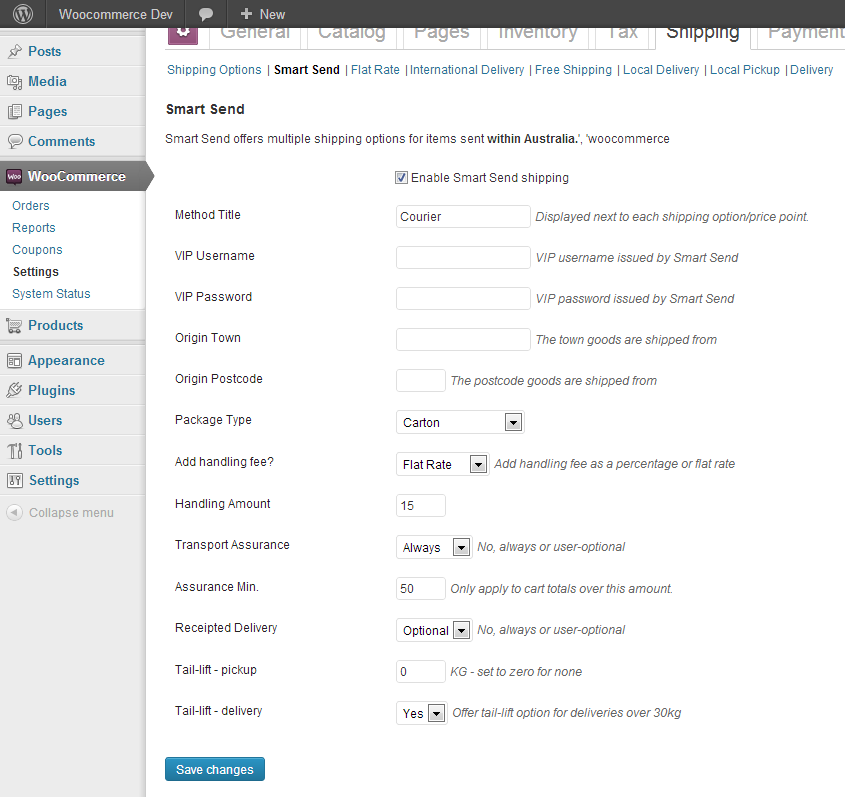 Woocommerce Dev + New
General Catalog Pages Inventory Tax Shipping Payment
Posts
Media
Pages
Comments
WooCommerce
Orders
Reports
Coupons
Settings
System Status
Products
Appearance
Plugins
Users
Tools
Settings
Collapse menu
Shipping Options | Smart Send | Flat Rate | International Delivery | Free Shipping | Local Delivery | Local Pickup | Delivery
Smart Send
Smart Send offers multiple shipping options for items sent within Australia.', 'woocommerce
Enable Smart Send shipping
Method Title Courier Displayed next to each shipping option/price point.
VIP Username VIP username issued by Smart Send
VIP Password VIP password issued by Smart Send
Origin Town The town goods are shipped from
Origin Postcode The postcode goods are shipped from
Package Type Carton
Add handling fee? Flat Rate Add handling fee as a percentage or flat rate
Handling Amount 15
Transport Assurance Always No, always or user-optional
Assurance Min. 50 Only apply to cart totals over this amount.
Receipted Delivery Optional No, always or user-optional
Tail-lift - pickup 0 KG - set to zero for none
Tail-lift - delivery Yes Offer tail-lift option for deliveries over 30kg
Save changes